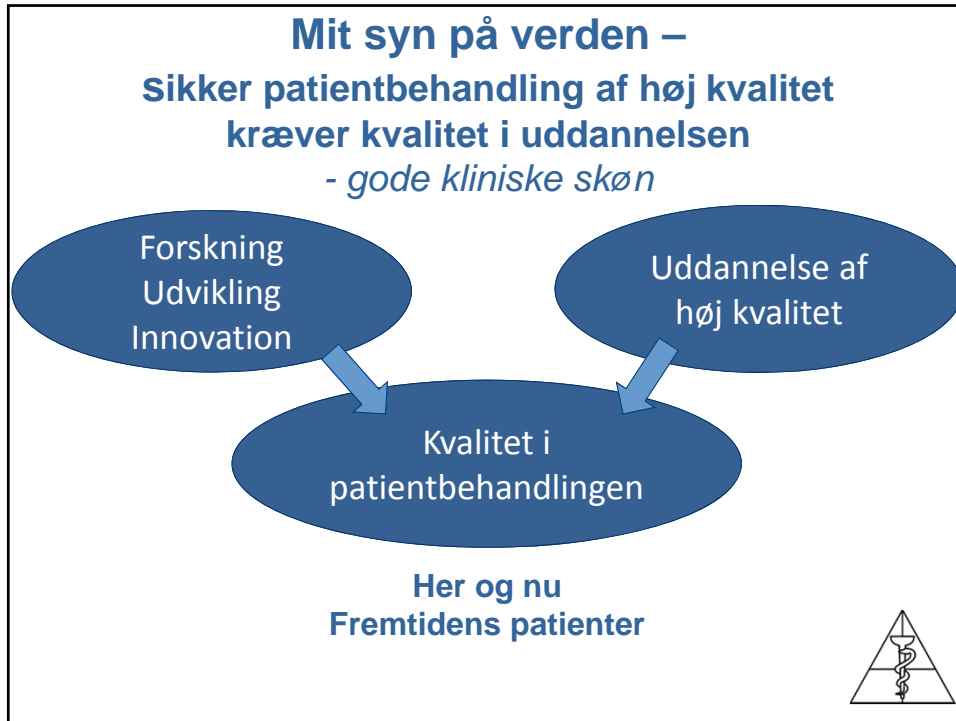 Mit syn på verden –
sikker patientbehandling af høj kvalitet
kræver kvalitet i uddannelsen
- gode kliniske skøn
Forskning
Udvikling
Innovation
Uddannelse af
høj kvalitet
Kvalitet i
patientbehandlingen
Her og nu
Fremtidens patienter